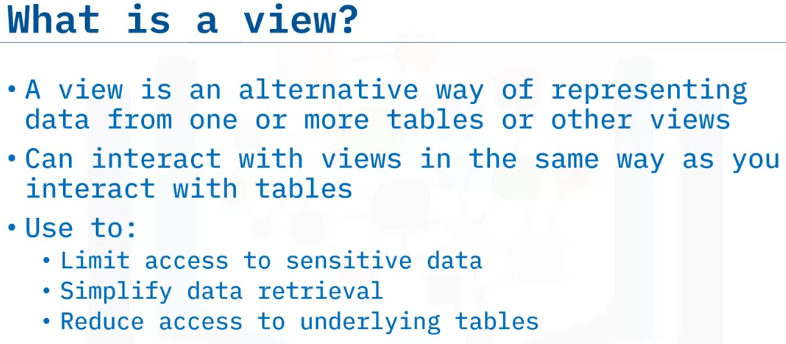 What is a view?
• A view is an alternative way of representing
data from one or more tables or other views
• Can interact with views in the same way as you
interact with tables
• Use to:
• Limit access to sensitive data
• Simplify data retrieval
• Reduce access to underlying tables